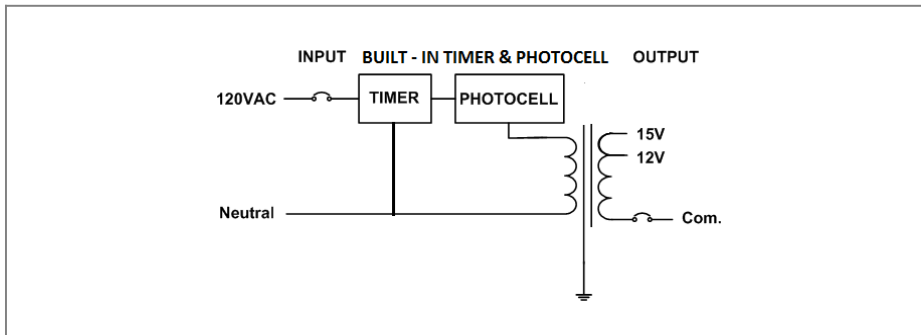 INPUT BUILT - IN TIMER & PHOTOCELL OUTPUT
120VAC TIMER PHOTOCELL
15V
12V
Neutral Com.